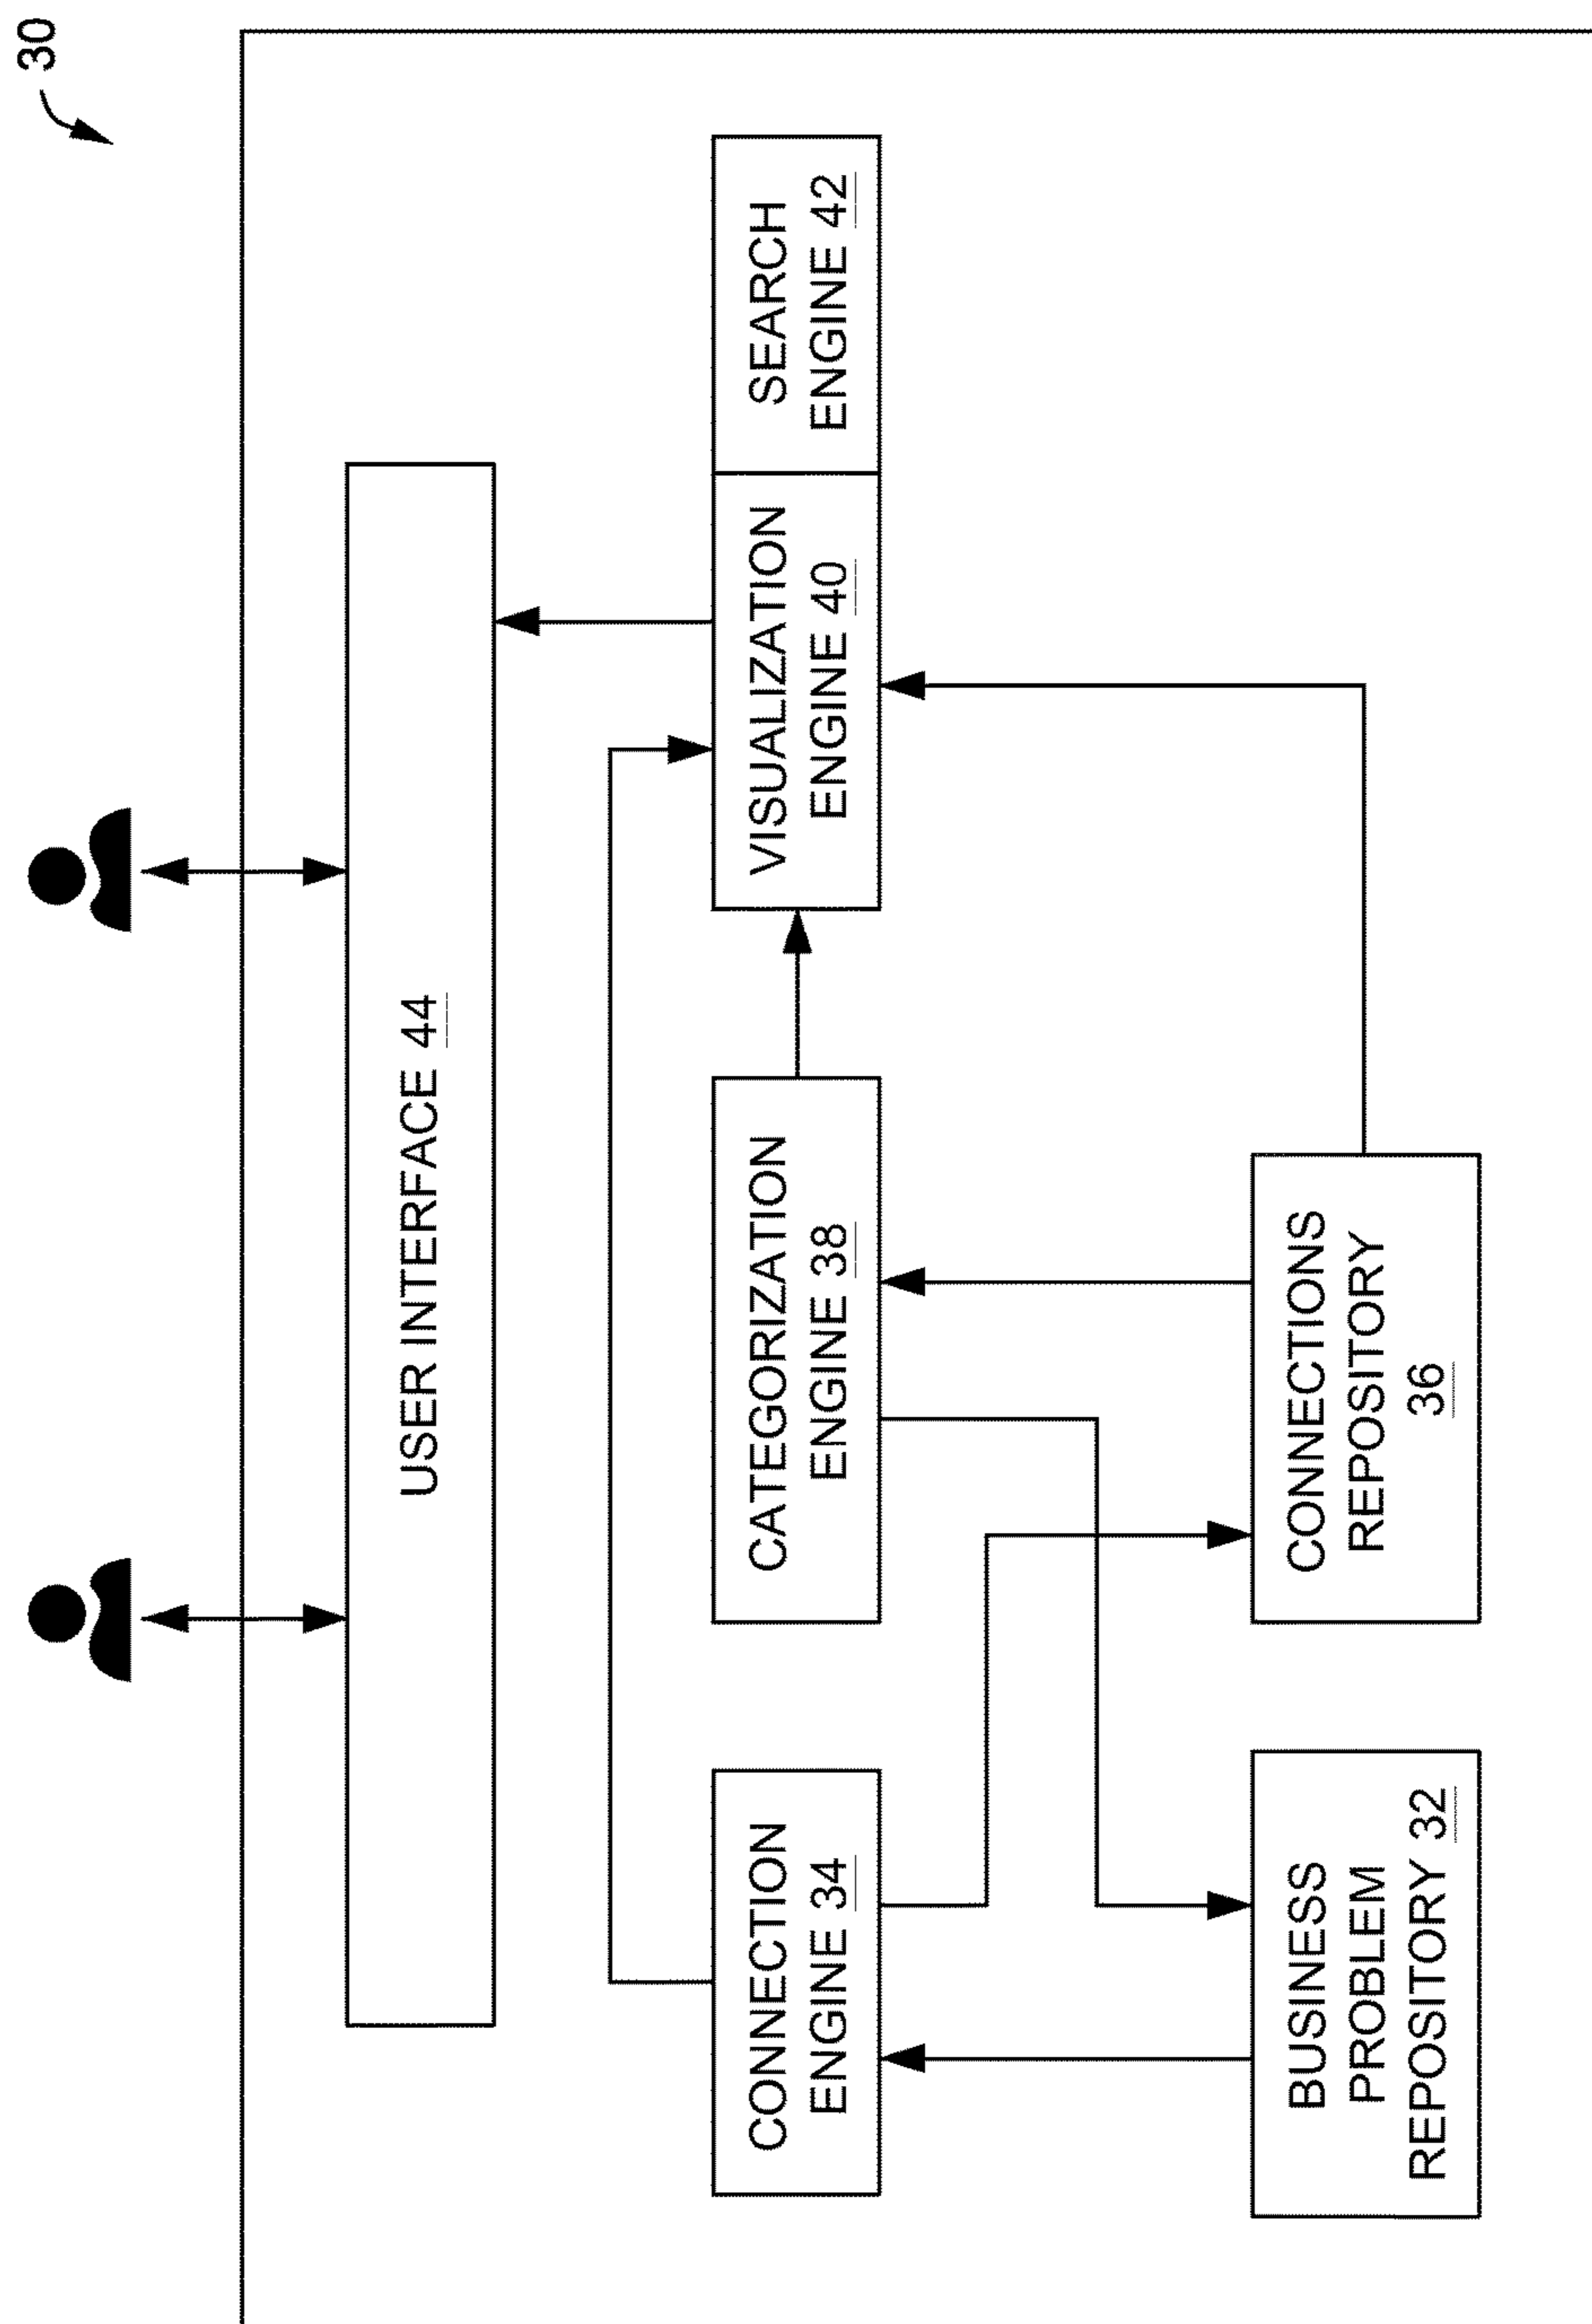 30
USER INTERFACE 44
CONNECTION
ENGINE 34
CATEGORIZATION
ENGINE 38
VISUALIZATION
ENGINE 40
SEARCH
ENGINE 42
BUSINESS
PROBLEM
REPOSITORY 32
CONNECTIONS
REPOSITORY
36